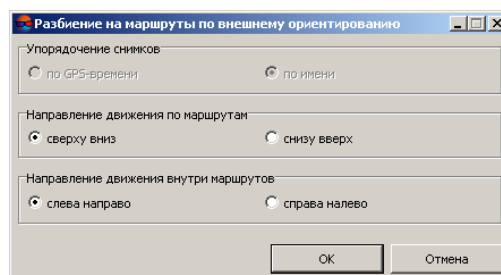 Разбиение на маршруты по внешнему ориентированию
Упорядочение снимков
по GPS-времени по имени
Направление движения по маршрутам
сверху вниз снизу вверх
Направление движения внутри маршрутов
слева направо справа налево
OK Отмена